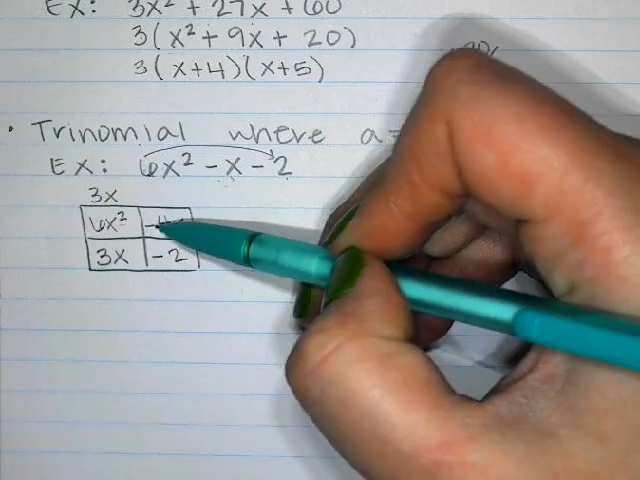 EX: 3x² + 27x + 60
3(x² + 9x + 20)
3(x+4)(x+5)
• Trinomial where a=
EX: 6x² - x - 2
3x
6x²
3x -2